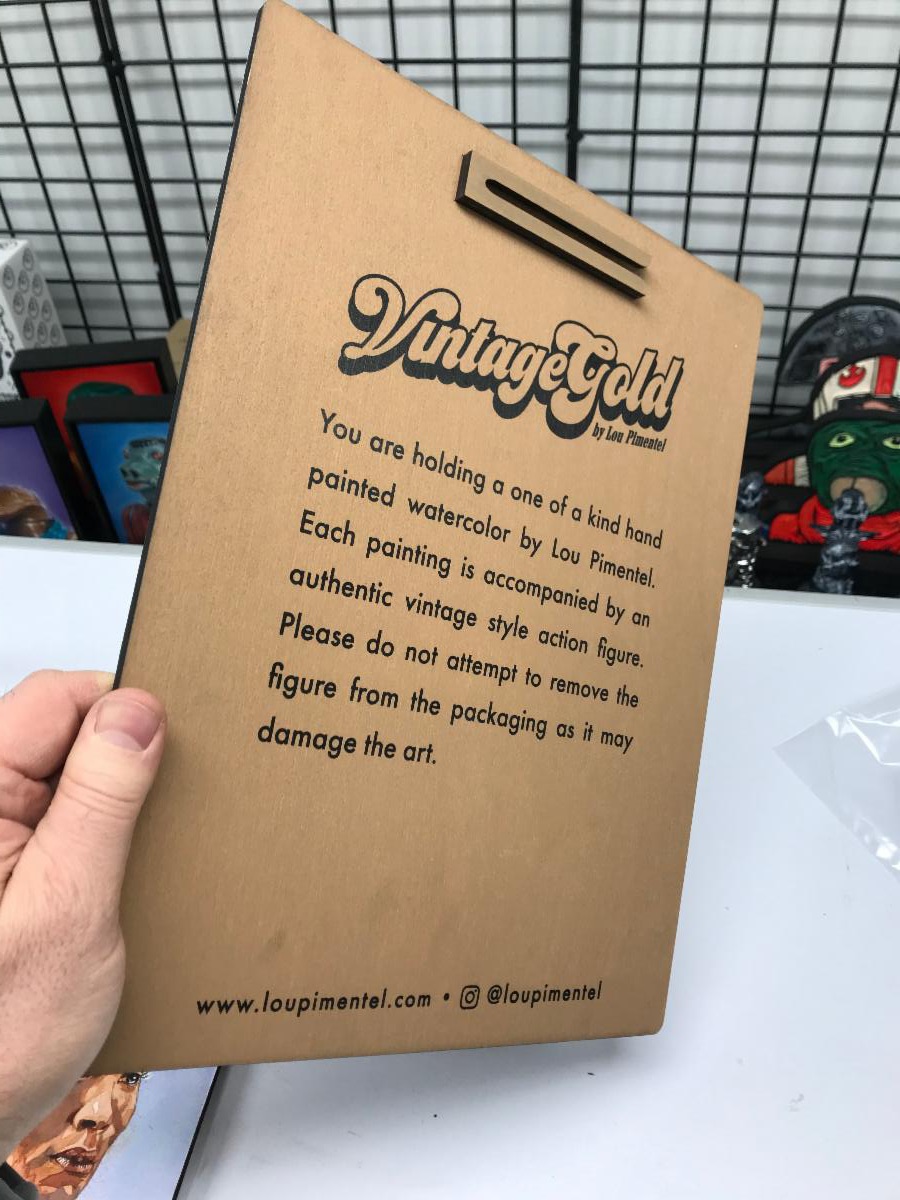 VintageGold
by Lou Pimentel
You are holding a one of a kind hand
painted watercolor by Lou Pimentel.
Each painting is accompanied by an
authentic vintage style action figure.
Please do not attempt to remove the
figure from the packaging as it may
damage the art.
www.loupimentel.com • @loupimentel